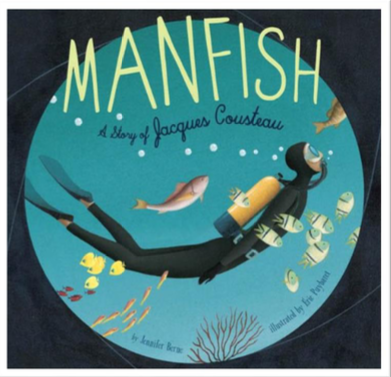 MANFISH
A Story of Jacques Cousteau
by Jennifer Berne
illustrated by Eric Puybaret